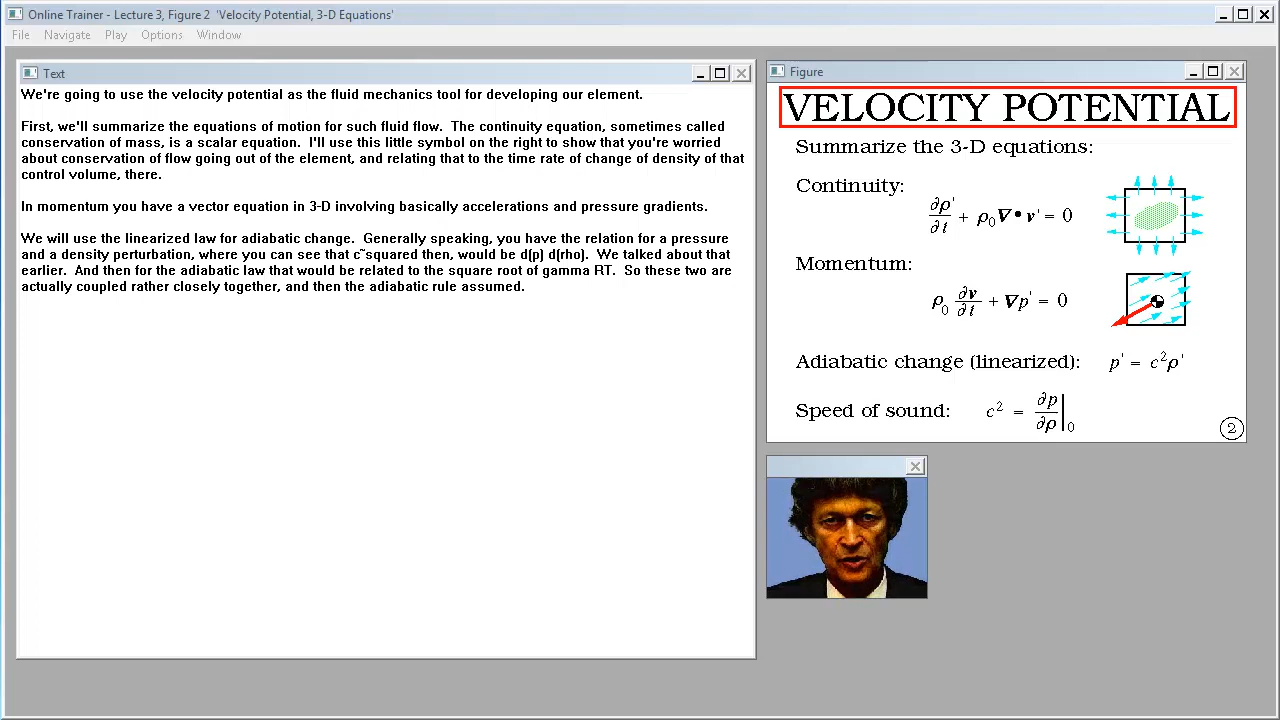 Online Trainer - Lecture 3, Figure 2 'Velocity Potential, 3-D Equations'
File Navigate Play Options Window
Text
We're going to use the velocity potential as the fluid mechanics tool for developing our element.
First, we'll summarize the equations of motion for such fluid flow. The continuity equation, sometimes called
conservation of mass, is a scalar equation. I'll use this little symbol on the right to show that you're worried
about conservation of flow going out of the element, and relating that to the time rate of change of density of that
control volume, there.
In momentum you have a vector equation in 3-D involving basically accelerations and pressure gradients.
We will use the linearized law for adiabatic change. Generally speaking, you have the relation for a pressure
and a density perturbation, where you can see that c~squared then, would be d(p) d(rho). We talked about that
earlier. And then for the adiabatic law that would be related to the square root of gamma RT. So these two are
actually coupled rather closely together, and then the adiabatic rule assumed.
Figure
VELOCITY POTENTIAL
Summarize the 3-D equations:
Continuity:
∂ρ'/∂t + ρ₀∇•v' = 0
Momentum:
ρ₀ ∂v/∂t + ∇p' = 0
Adiabatic change (linearized): p' = c²ρ'
Speed of sound: c² = ∂p/∂ρ|₀
2